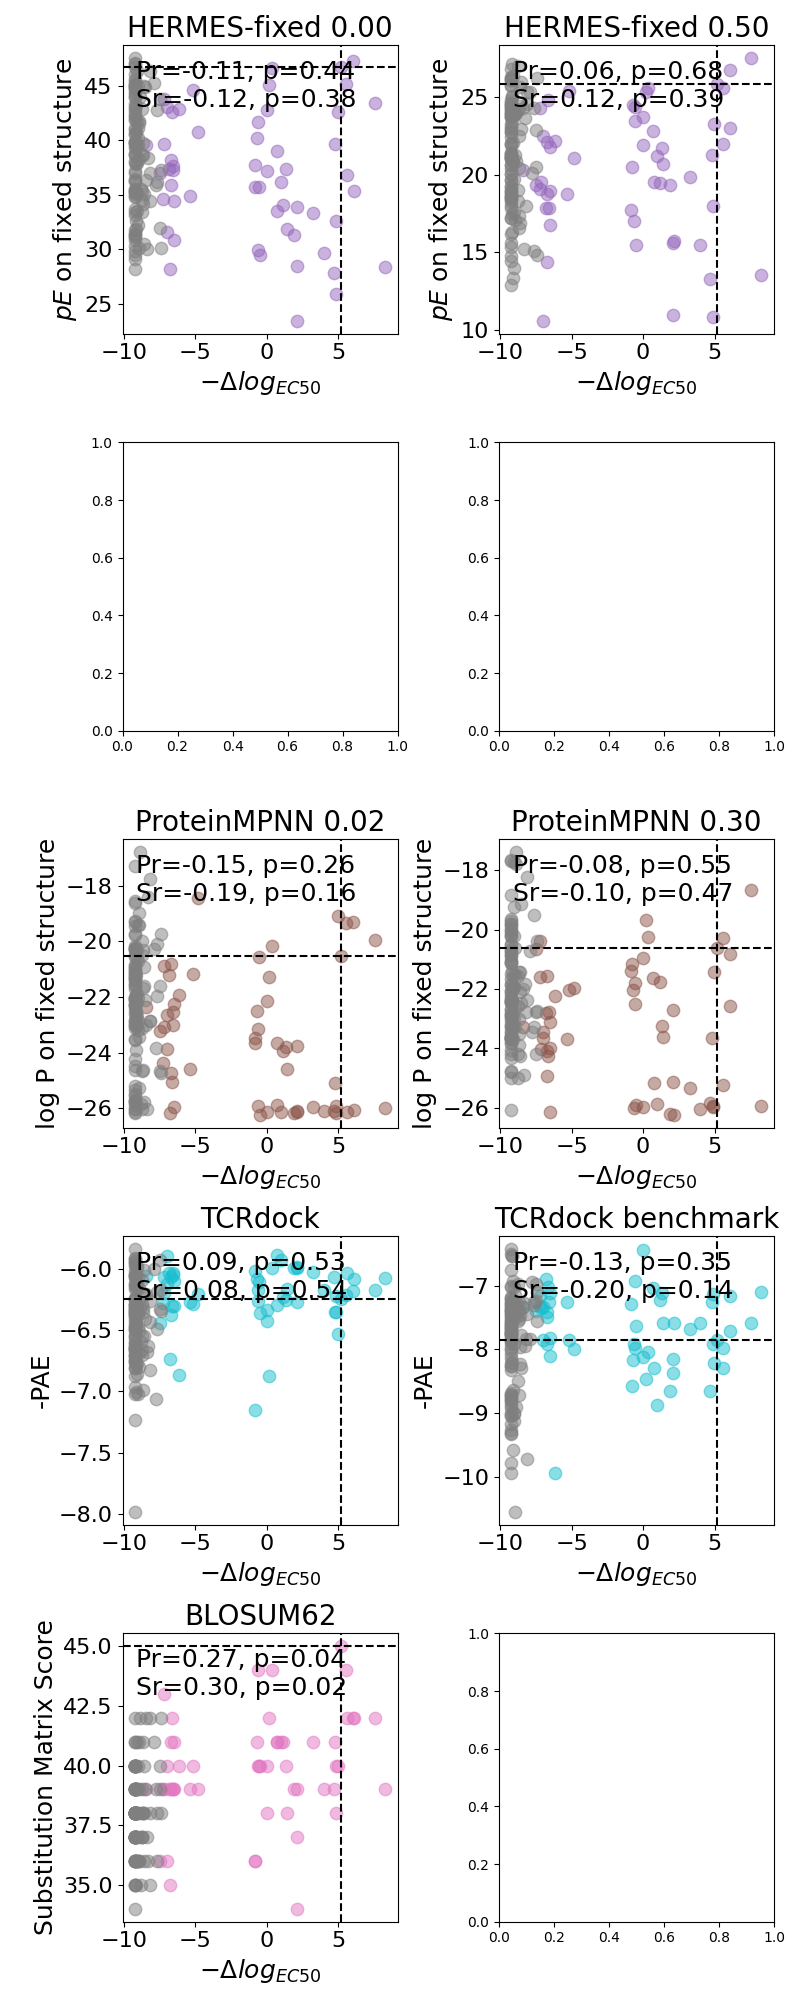 HERMES-fixed 0.00
HERMES-fixed 0.50
Pr=-0.11, p=0.44
Sr=-0.12, p=0.38
Pr=0.06, p=0.68
Sr=0.12, p=0.39
pE on fixed structure
45
40
35
30
25
−10
−5
0
5
−Δlog_EC50
pE on fixed structure
25
20
15
10
−10
−5
0
5
−Δlog_EC50
1.0
0.8
0.6
0.4
0.2
0.0
0.0
0.2
0.4
0.6
0.8
1.0
1.0
0.8
0.6
0.4
0.2
0.0
0.0
0.2
0.4
0.6
0.8
1.0
ProteinMPNN 0.02
ProteinMPNN 0.30
Pr=-0.15, p=0.26
Sr=-0.19, p=0.16
Pr=-0.08, p=0.55
Sr=-0.10, p=0.47
log P on fixed structure
−18
−20
−22
−24
−26
−10
−5
0
5
−Δlog_EC50
log P on fixed structure
−18
−20
−22
−24
−26
−10
−5
0
5
−Δlog_EC50
TCRdock
TCRdock benchmark
Pr=0.09, p=0.53
Sr=0.08, p=0.54
Pr=-0.13, p=0.35
Sr=-0.20, p=0.14
-PAE
−6.0
−6.5
−7.0
−7.5
−8.0
−10
−5
0
5
−Δlog_EC50
-PAE
−7
−8
−9
−10
−10
−5
0
5
−Δlog_EC50
BLOSUM62
Pr=0.27, p=0.04
Sr=0.30, p=0.02
Substitution Matrix Score
45.0
42.5
40.0
37.5
35.0
−10
−5
0
5
−Δlog_EC50
1.0
0.8
0.6
0.4
0.2
0.0
0.0
0.2
0.4
0.6
0.8
1.0